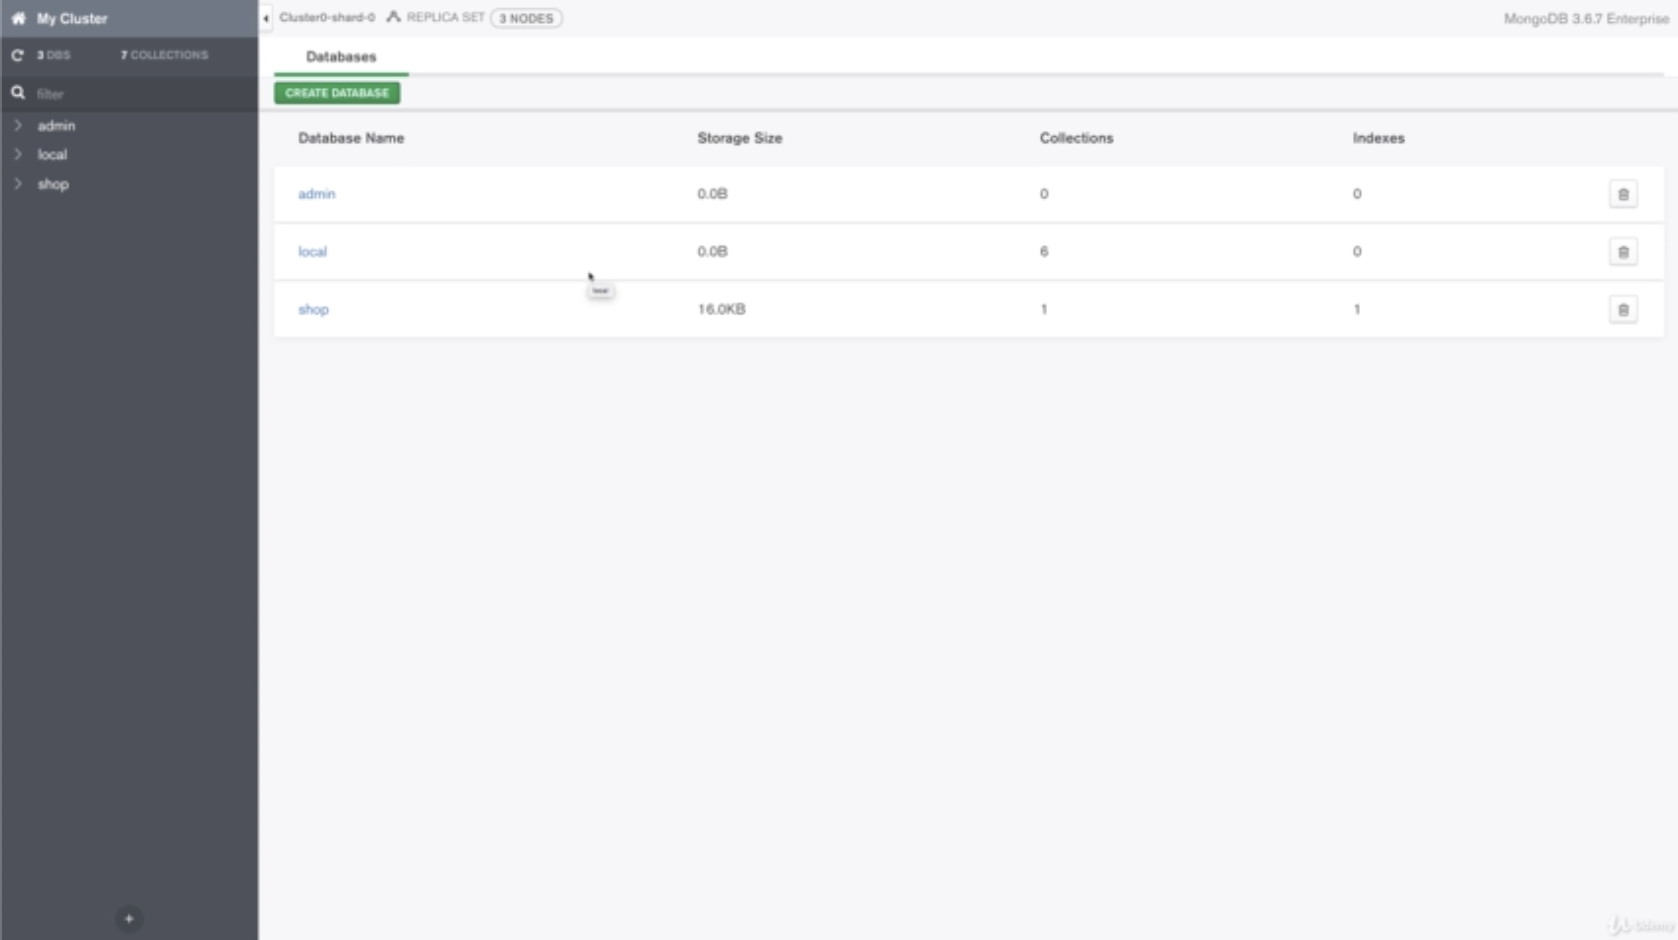 My Cluster
Cluster0-shard-0 REPLICA SET 3 NODES
MongoDB 3.6.7 Enterprise
3 DBS 7 COLLECTIONS
filter
admin
local
shop
Databases
CREATE DATABASE
Database Name Storage Size Collections Indexes
admin 0.0B 0 0
local 0.0B 6 0
local
shop 16.0KB 1 1
Udemy